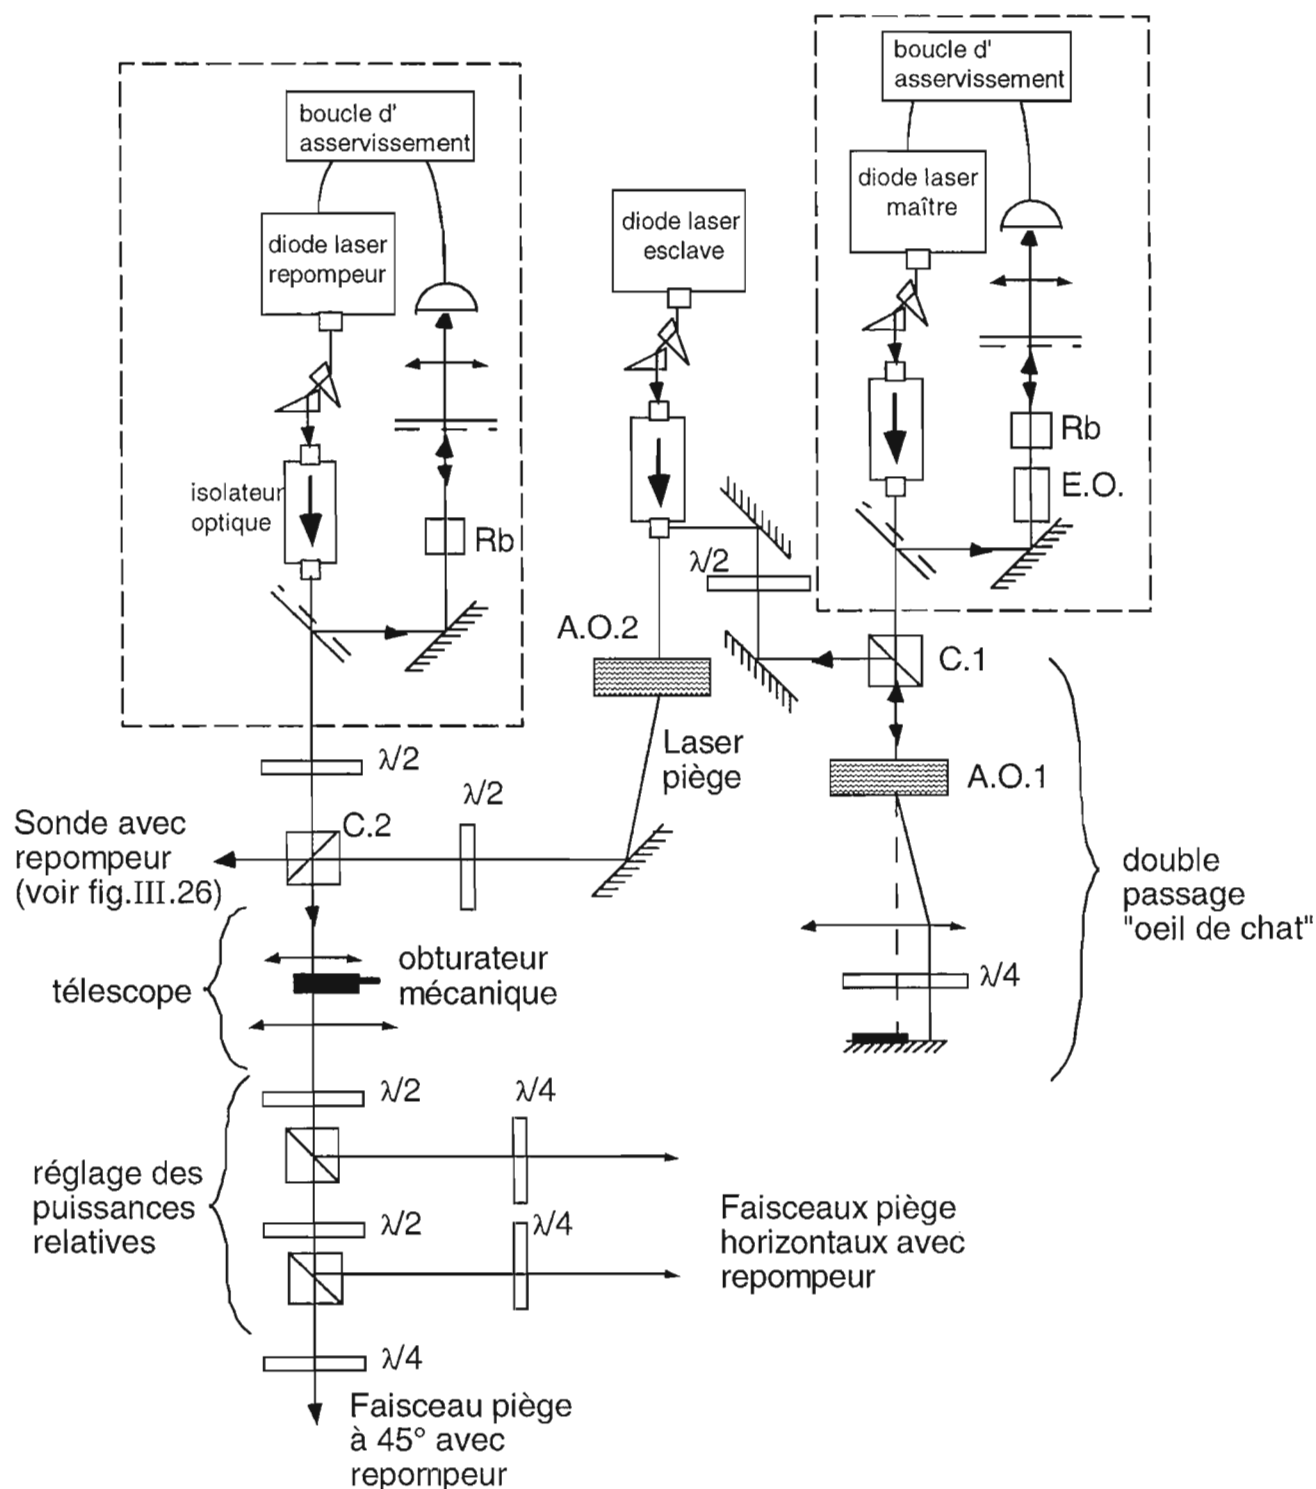 boucle d'
asservissement
boucle d'
asservissement
diode laser
maître
diode laser
esclave
diode laser
repompeur
Rb
E.O.
isolateur
optique
Rb
λ/2
A.O.2
C.1
Laser
piège
A.O.1
λ/2
λ/2
C.2
Sonde avec
repompeur
(voir fig.III.26)
double
passage
"oeil de chat"
obturateur
mécanique
télescope
λ/4
λ/2
λ/4
réglage des
puissances
relatives
λ/2
λ/4
Faisceaux piège
horizontaux avec
repompeur
λ/4
Faisceau piège
à 45° avec
repompeur